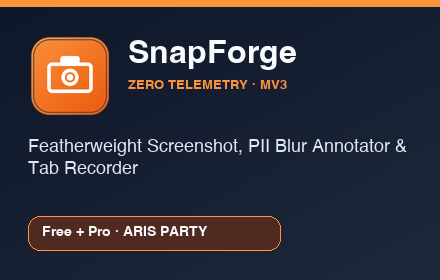 SnapForge
ZERO TELEMETRY · MV3
Featherweight Screenshot, PII Blur Annotator &
Tab Recorder
Free + Pro · ARIS PARTY